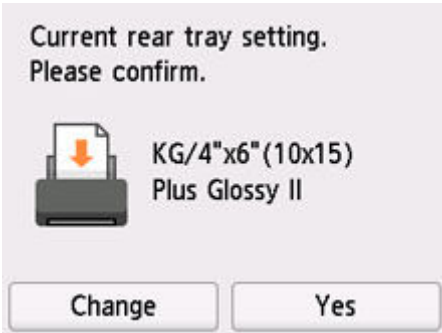 Current rear tray setting.
Please confirm.
KG/4"x6"(10x15)
Plus Glossy II
Change
Yes